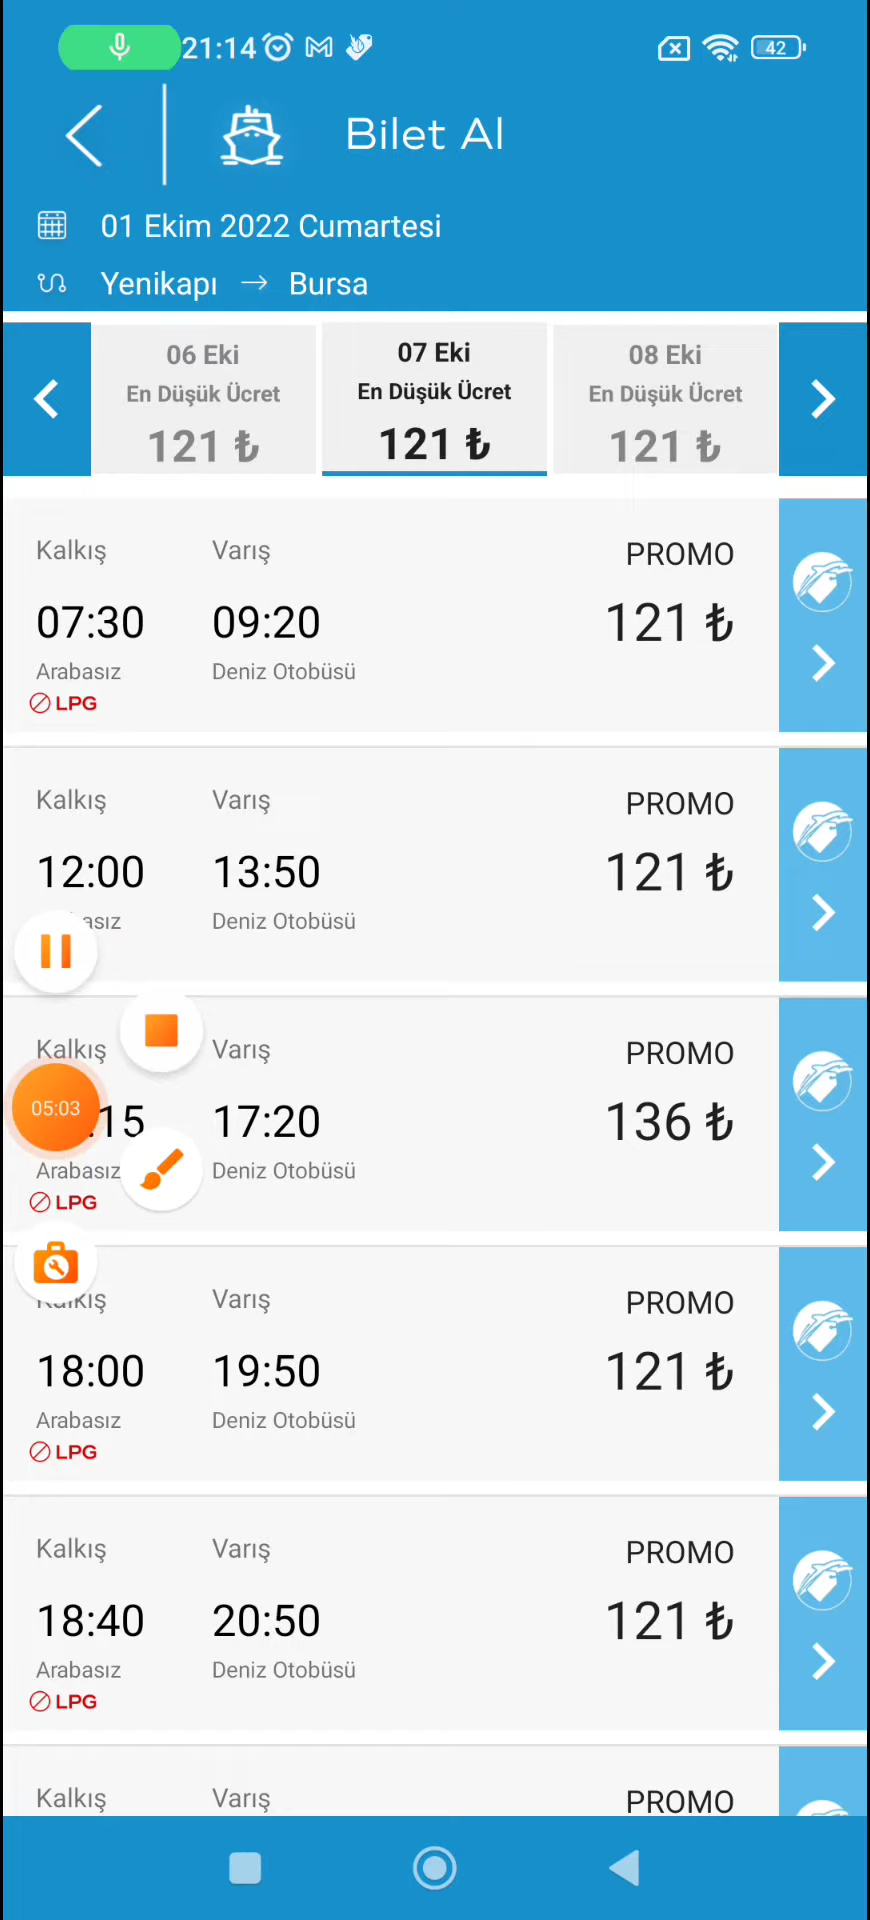 21:14
42
Bilet Al
01 Ekim 2022 Cumartesi
Yenikapı → Bursa
06 Eki
En Düşük Ücret
121 ₺
07 Eki
En Düşük Ücret
121 ₺
08 Eki
En Düşük Ücret
121 ₺
Kalkış Varış PROMO
07:30 09:20 121 ₺
Arabasız Deniz Otobüsü
LPG
Kalkış Varış PROMO
12:00 13:50 121 ₺
Deniz Otobüsü
Kalkış Varış PROMO
05:03
:15 17:20 136 ₺
Arabasız Deniz Otobüsü
LPG
Kalkış Varış PROMO
18:00 19:50 121 ₺
Arabasız Deniz Otobüsü
LPG
Kalkış Varış PROMO
18:40 20:50 121 ₺
Arabasız Deniz Otobüsü
LPG
Kalkış Varış PROMO